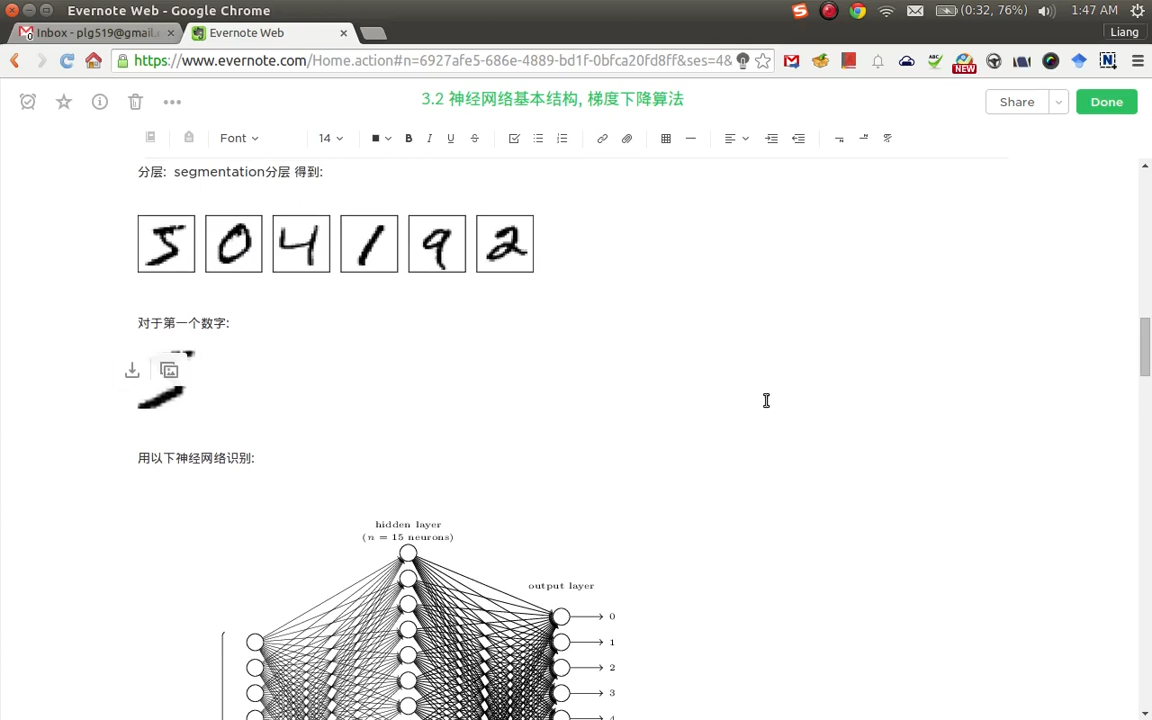 Evernote Web - Google Chrome
(0:32, 76%)
1:47 AM
Inbox - plg519@gmail.c
Evernote Web
Liang
https://www.evernote.com/Home.action#n=6927afe5-686e-4889-bd1f-0bfca20fd8ff&ses=4&
NEW
3.2 神经网络基本结构, 梯度下降算法
Share
Done
Font
14
B
I
U
S
分层: segmentation分层 得到:
5 0 4 1 9 2
对于第一个数字:
用以下神经网络识别:
hidden layer
(n = 15 neurons)
output layer
0
1
2
3
4